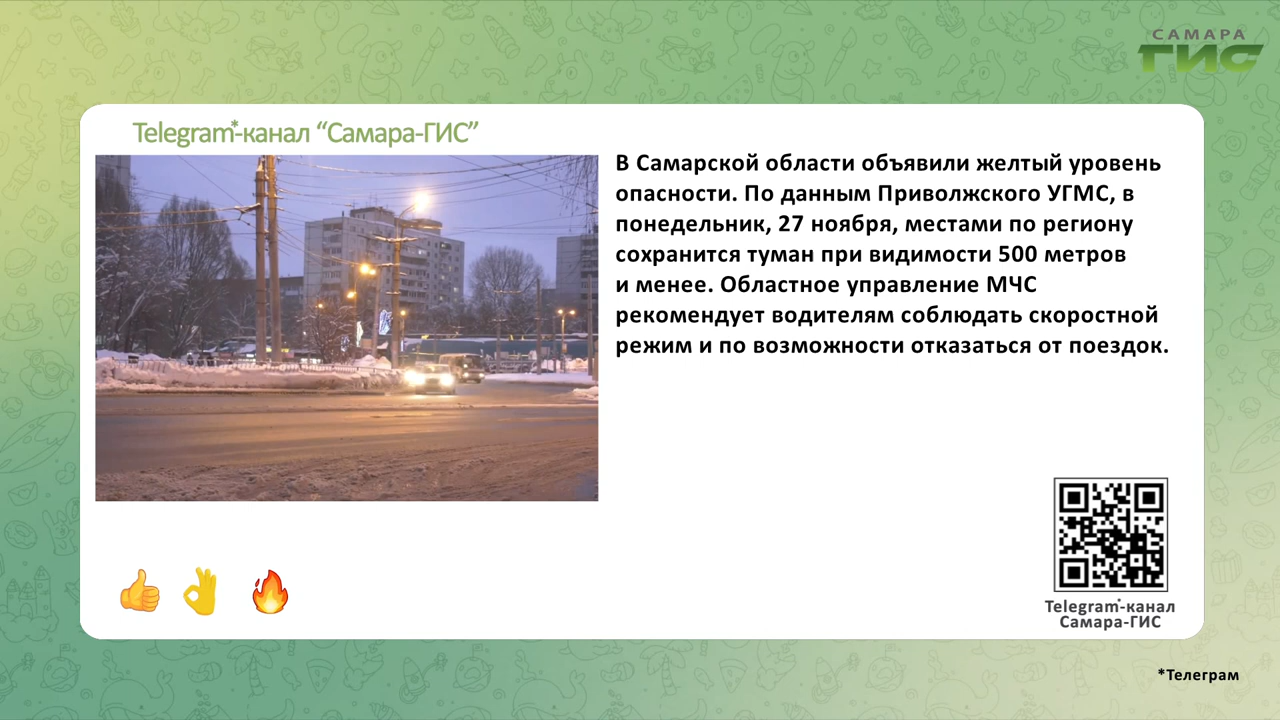 САМАРА
ГИС
Telegram*-канал “Самара-ГИС”
В Самарской области объявили желтый уровень
опасности. По данным Приволжского УГМС, в
понедельник, 27 ноября, местами по региону
сохранится туман при видимости 500 метров
и менее. Областное управление МЧС
рекомендует водителям соблюдать скоростной
режим и по возможности отказаться от поездок.
Telegram*-канал
Самара-ГИС
*Телеграм